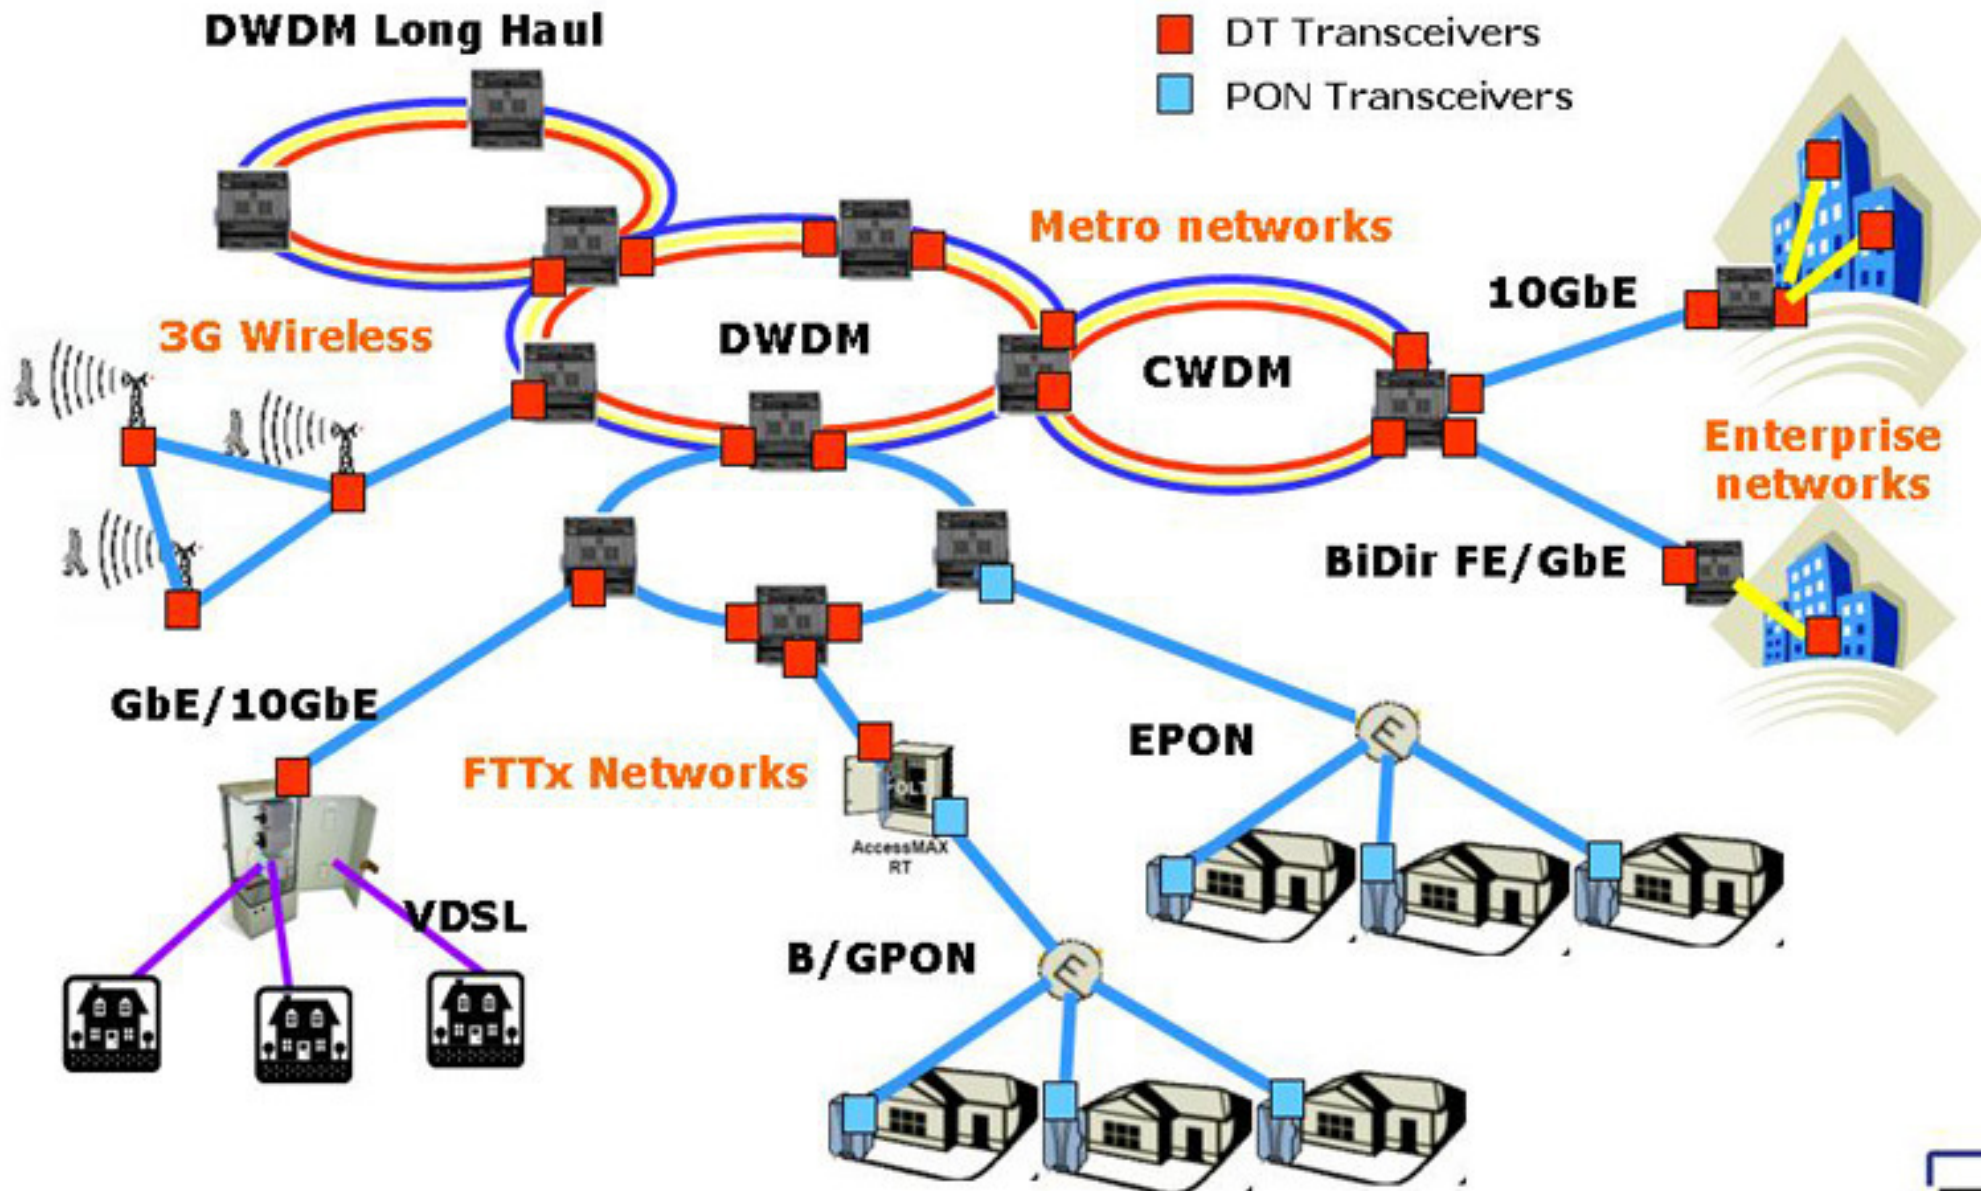 DWDM Long Haul
DT Transceivers
PON Transceivers
Metro networks
10GbE
3G Wireless
DWDM
CWDM
Enterprise
networks
BiDir FE/GbE
GbE/10GbE
FTTx Networks
EPON
E
OLT
AccessMAX
RT
VDSL
B/GPON
E